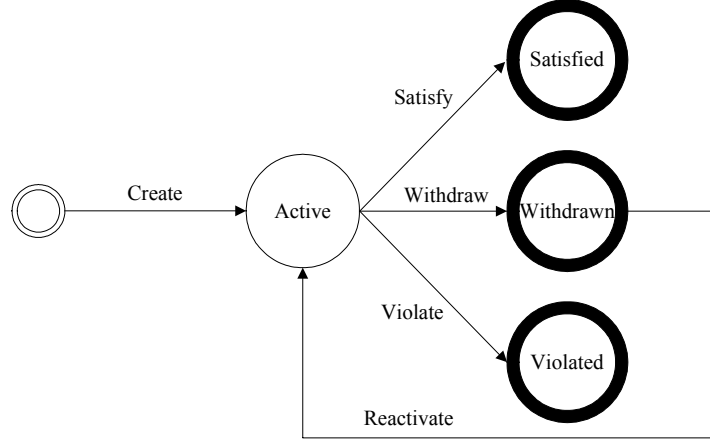 Satisfied
Satisfy
Create
Active
Withdraw
Withdrawn
Violate
Violated
Reactivate